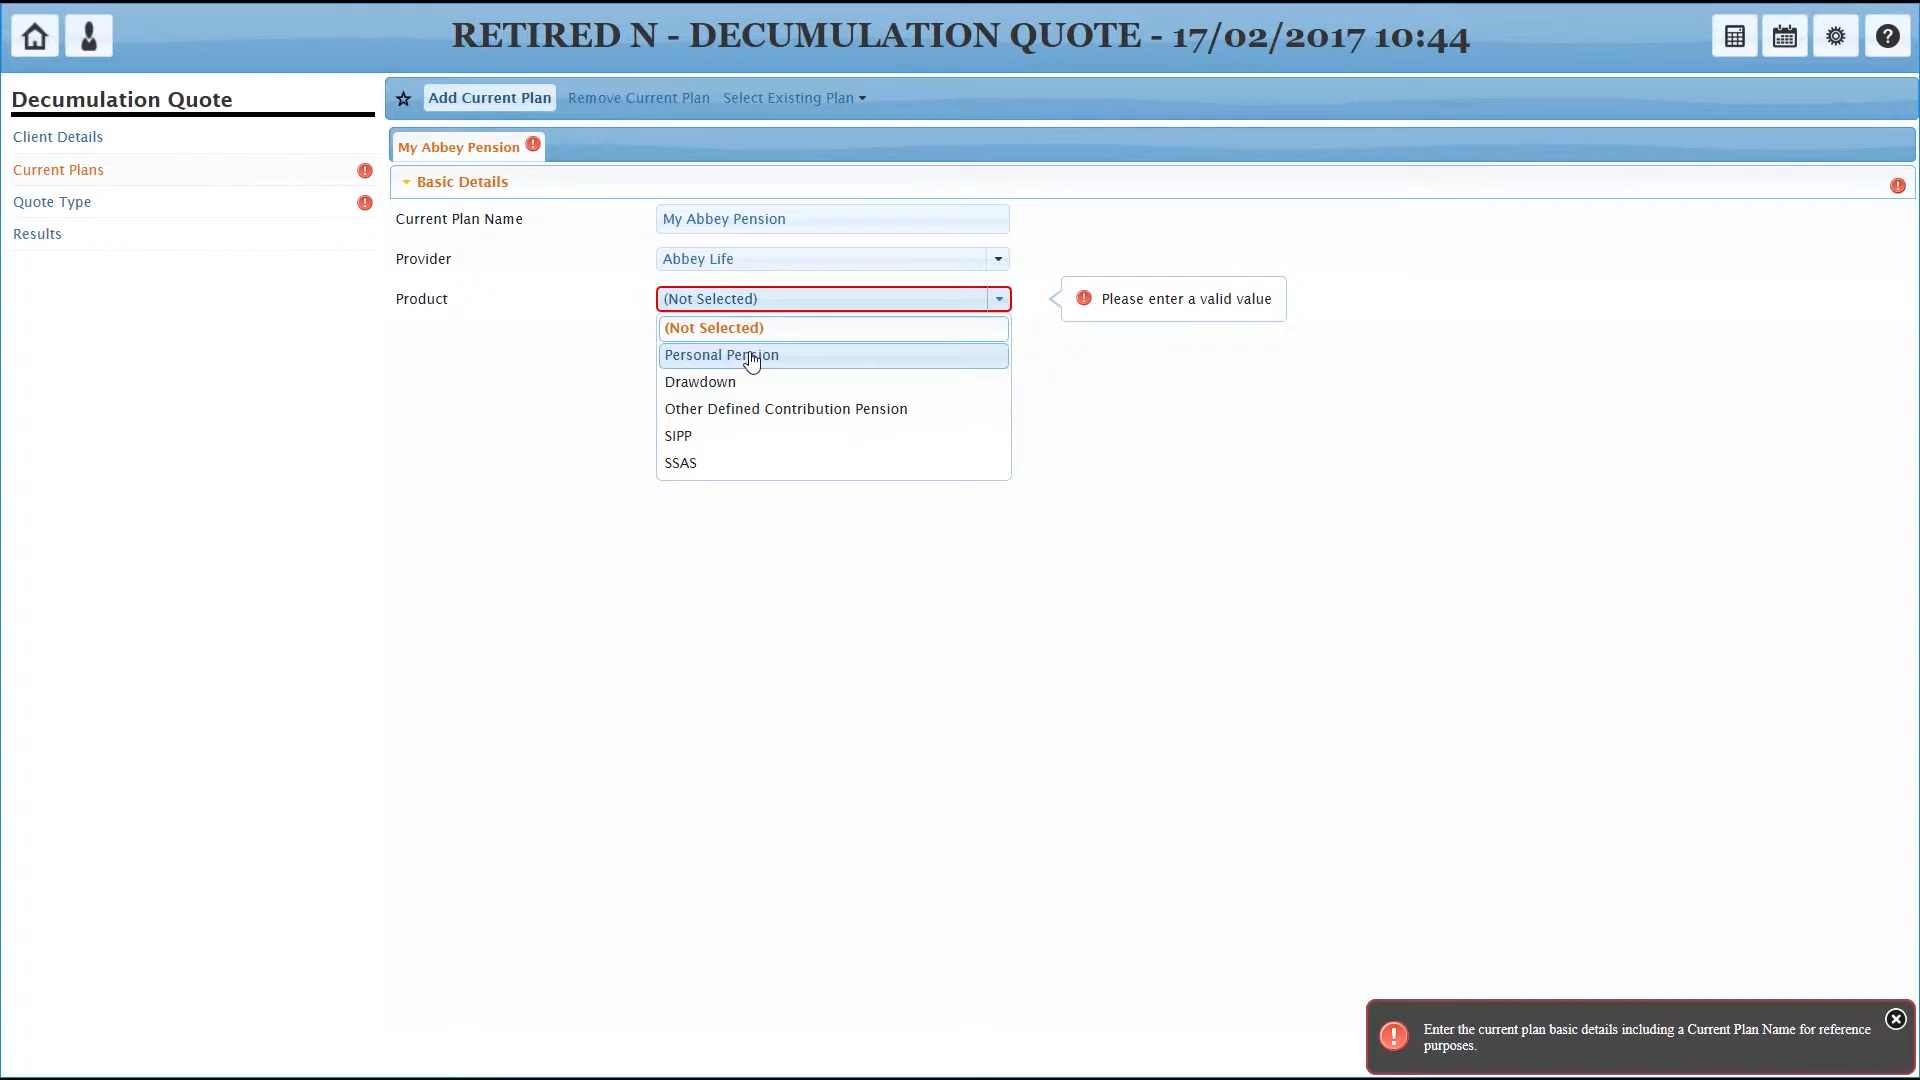 RETIRED N - DECUMULATION QUOTE - 17/02/2017 10:44
Decumulation Quote
Client Details
Current Plans
Quote Type
Results
Add Current Plan Remove Current Plan Select Existing Plan
My Abbey Pension
Basic Details
Current Plan Name My Abbey Pension
Provider Abbey Life
Product (Not Selected) Please enter a valid value
(Not Selected)
Personal Pension
Drawdown
Other Defined Contribution Pension
SIPP
SSAS
Enter the current plan basic details including a Current Plan Name for reference
purposes.